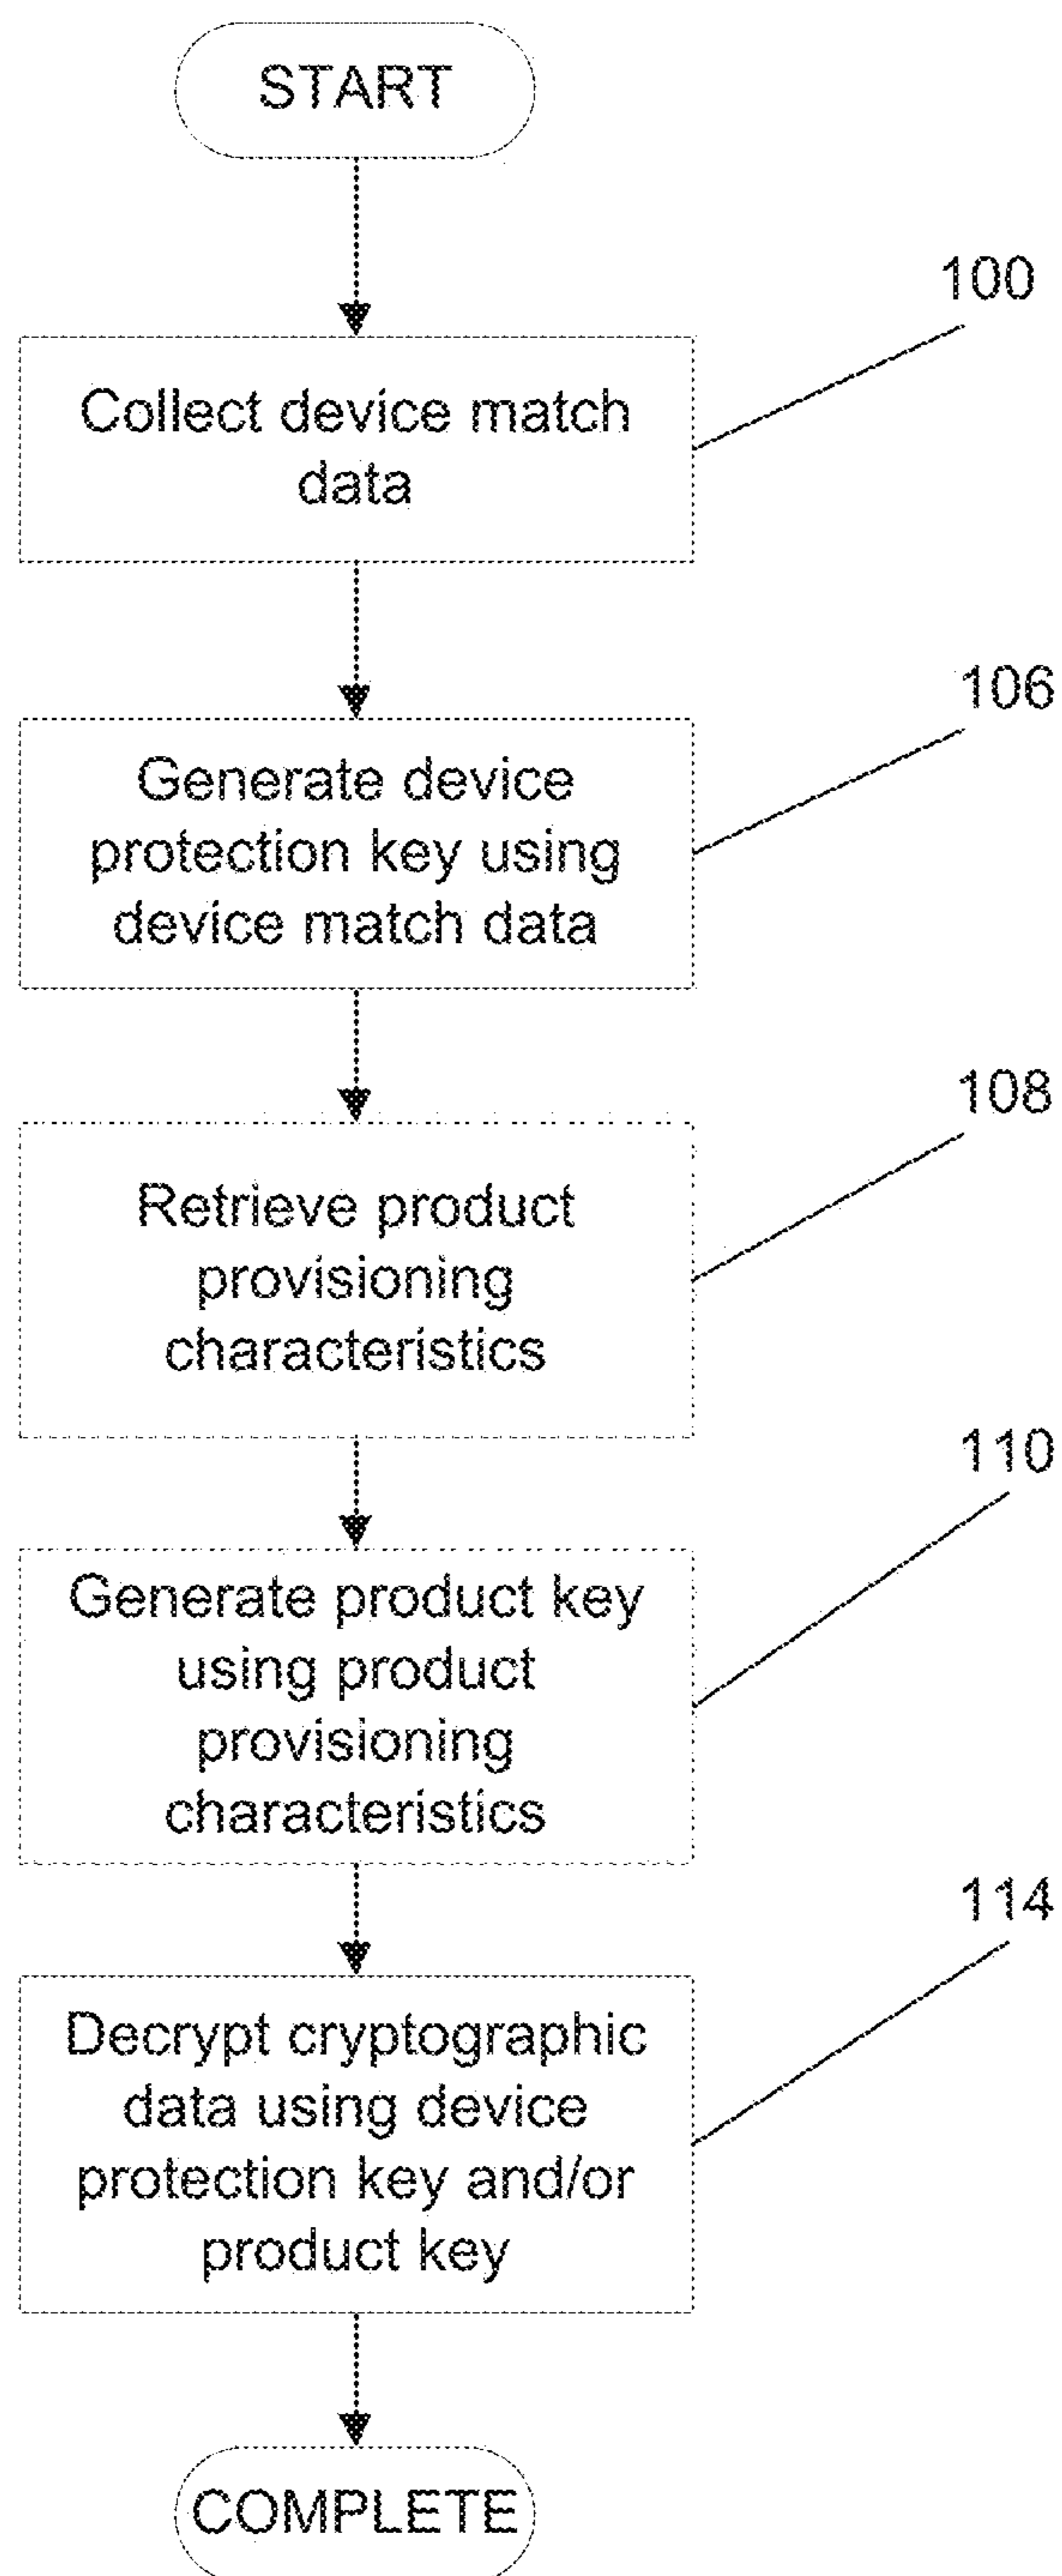 START
100
Collect device match
data
106
Generate device
protection key using
device match data
108
Retrieve product
provisioning
characteristics
110
Generate product key
using product
provisioning
characteristics
114
Decrypt cryptographic
data using device
protection key and/or
product key
COMPLETE